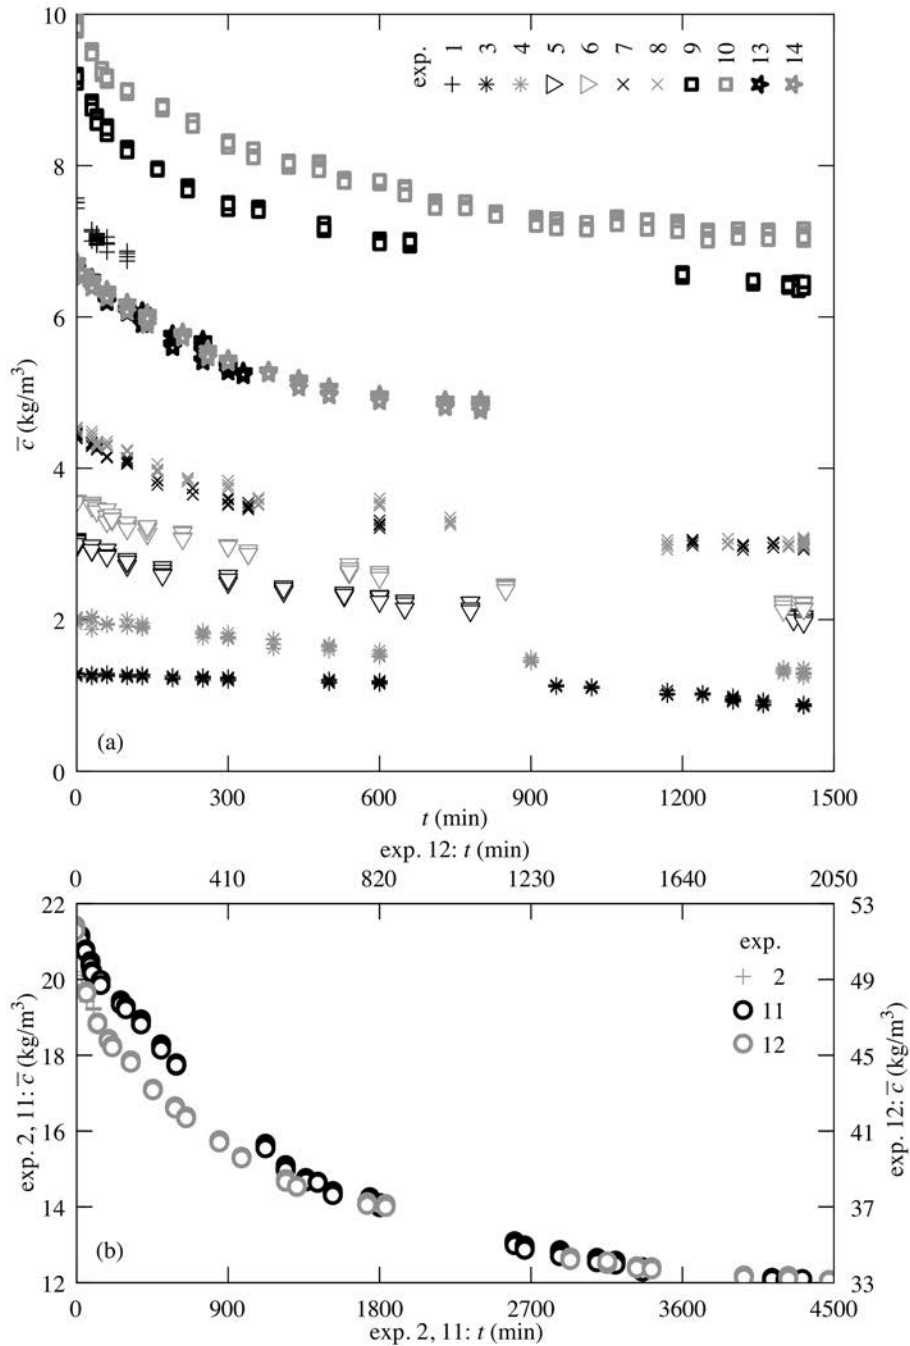 10
8
6
4
2
0
c̅ (kg/m³)
exp.
1
3
4
5
6
7
8
9
10
13
14
(a)
0 300 600 900 1200 1500
t (min)
exp. 12: t (min)
0 410 820 1230 1640 2050
22
20
18
16
14
12
exp. 2, 11: c̅ (kg/m³)
53
49
45
41
37
33
exp. 12: c̅ (kg/m³)
exp.
2
11
12
(b)
0 900 1800 2700 3600 4500
exp. 2, 11: t (min)